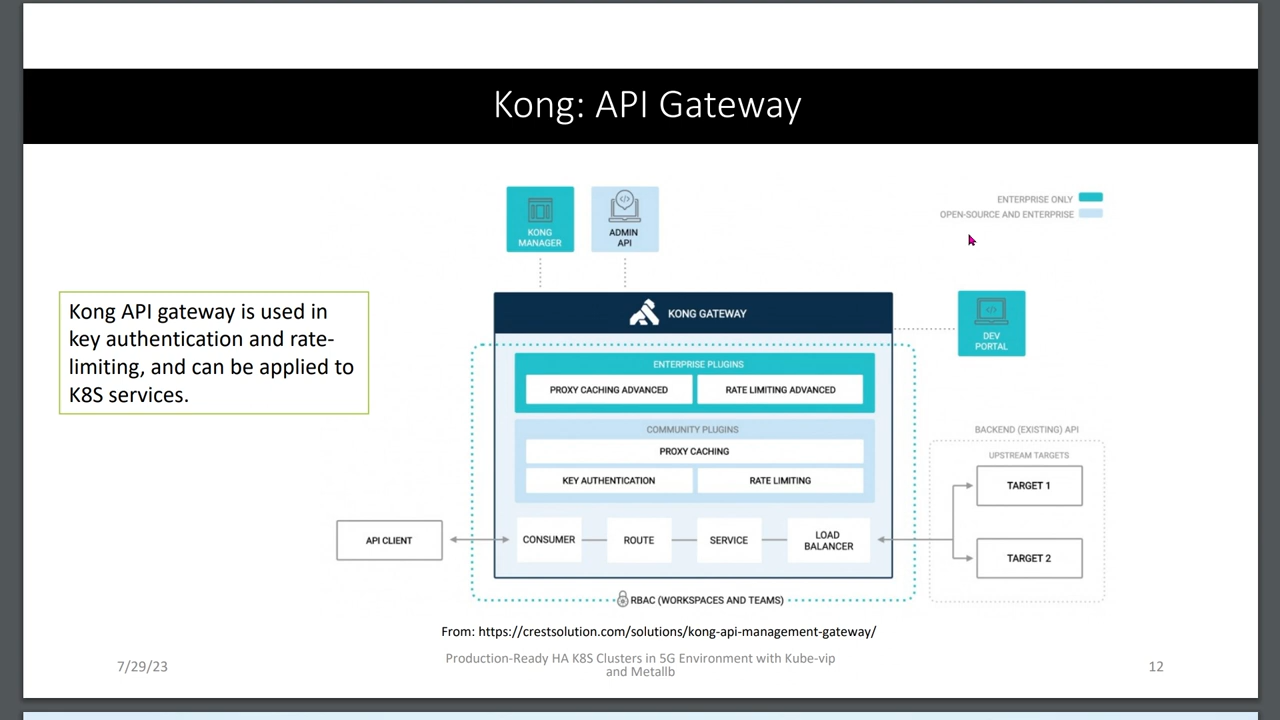 Kong: API Gateway
KONG
MANAGER
ADMIN
API
ENTERPRISE ONLY
OPEN-SOURCE AND ENTERPRISE
Kong API gateway is used in
key authentication and rate-
limiting, and can be applied to
K8S services.
KONG GATEWAY
DEV
PORTAL
ENTERPRISE PLUGINS
PROXY CACHING ADVANCED
RATE LIMITING ADVANCED
COMMUNITY PLUGINS
PROXY CACHING
KEY AUTHENTICATION
RATE LIMITING
BACKEND (EXISTING) API
UPSTREAM TARGETS
TARGET 1
TARGET 2
API CLIENT
CONSUMER
ROUTE
SERVICE
LOAD
BALANCER
RBAC (WORKSPACES AND TEAMS)
From: https://crestsolution.com/solutions/kong-api-management-gateway/
7/29/23
Production-Ready HA K8S Clusters in 5G Environment with Kube-vip
and Metallb
12